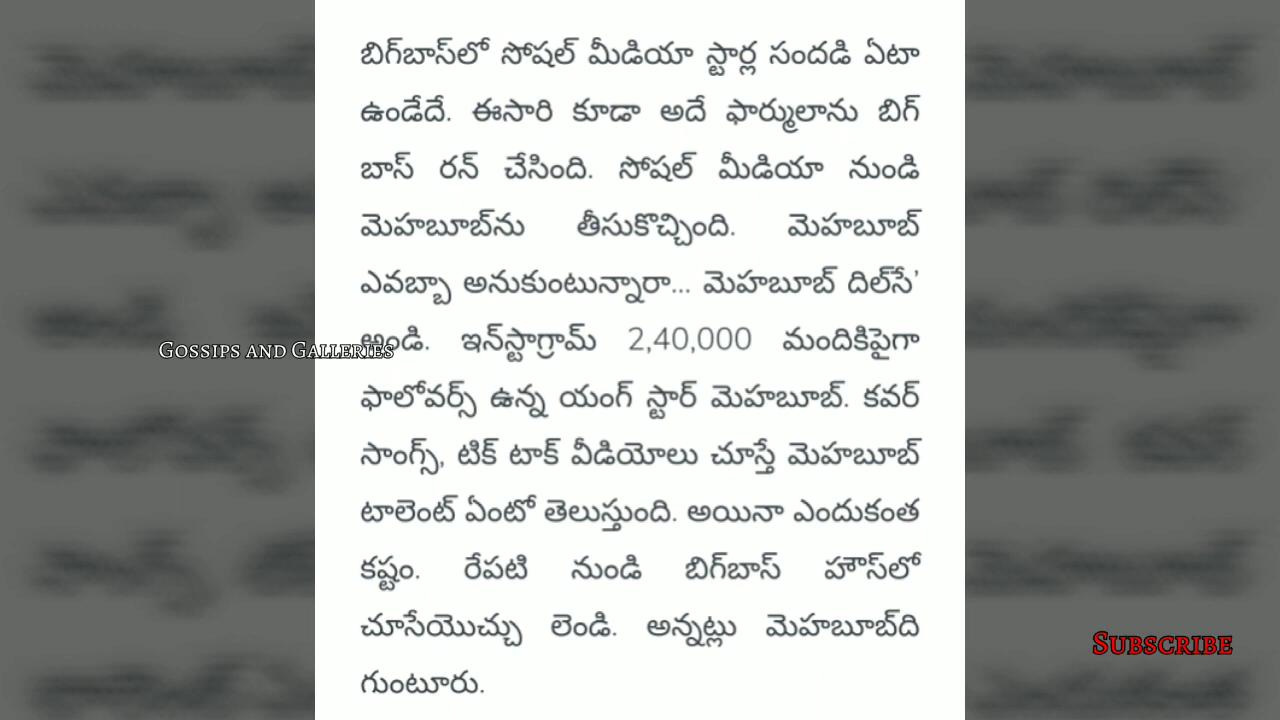 బిగ్‌బాస్‌లో సోషల్ మీడియా స్టార్ల సందడి ఏటా
ఉండేదే. ఈసారి కూడా అదే ఫార్ములాను బిగ్
బాస్ రన్ చేసింది. సోషల్ మీడియా నుండి
మెహబూబ్‌ను తీసుకొచ్చింది. మెహబూబ్
ఎవబ్బా అనుకుంటున్నారా... మెహబూబ్ దిల్‌సే'
అండి. ఇన్‌స్టాగ్రామ్ 2,40,000 మందికిపైగా
GOSSIPS AND GALLERIES
ఫాలోవర్స్ ఉన్న యంగ్ స్టార్ మెహబూబ్. కవర్
సాంగ్స్, టిక్ టాక్ వీడియోలు చూస్తే మెహబూబ్
టాలెంట్ ఏంటో తెలుస్తుంది. అయినా ఎందుకంత
కష్టం. రేపటి నుండి బిగ్‌బాస్ హౌస్‌లో
చూసేయొచ్చు లెండి. అన్నట్లు మెహబూబ్‌ది
SUBSCRIBE
గుంటూరు.